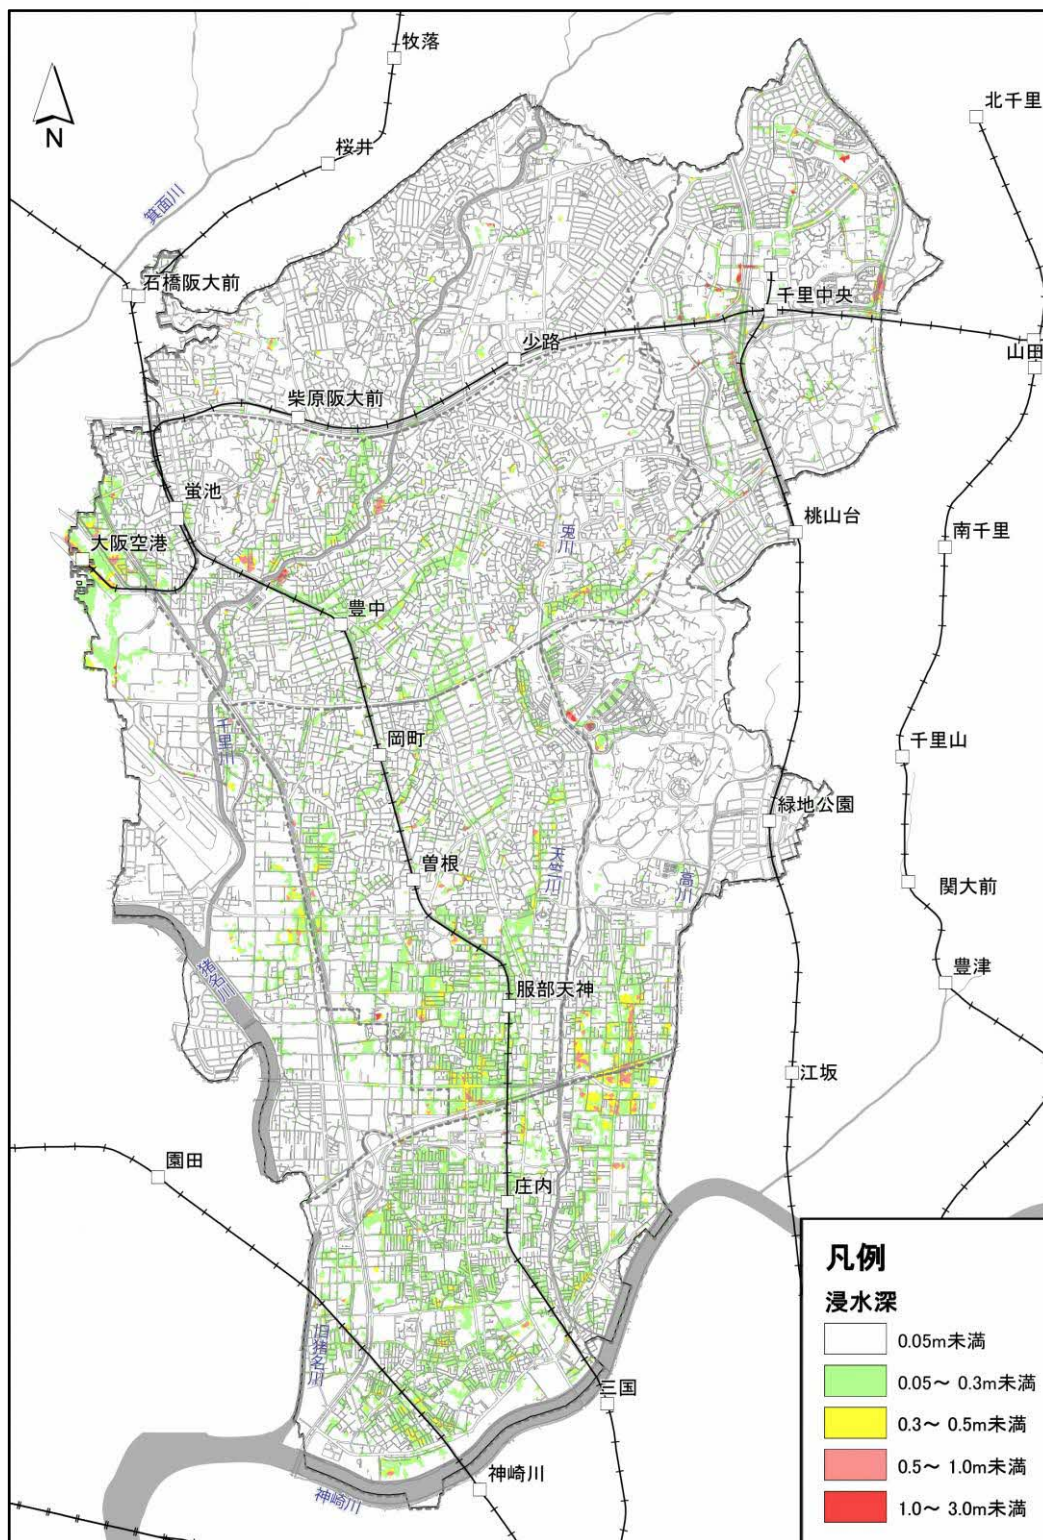 牧落
北千里
N
桜井
箕面川
石橋阪大前
千里中央
少路
山田
柴原阪大前
蛍池
桃山台
兎川
南千里
大阪空港
豊中
千里川
岡町
千里山
緑地公園
曽根
天竺川
高川
関大前
猪名川
豊津
服部天神
江坂
園田
庄内
旧猪名川
三国
神崎川
神崎川
凡例
浸水深
0.05m未満
0.05～ 0.3m未満
0.3～ 0.5m未満
0.5～ 1.0m未満
1.0～ 3.0m未満